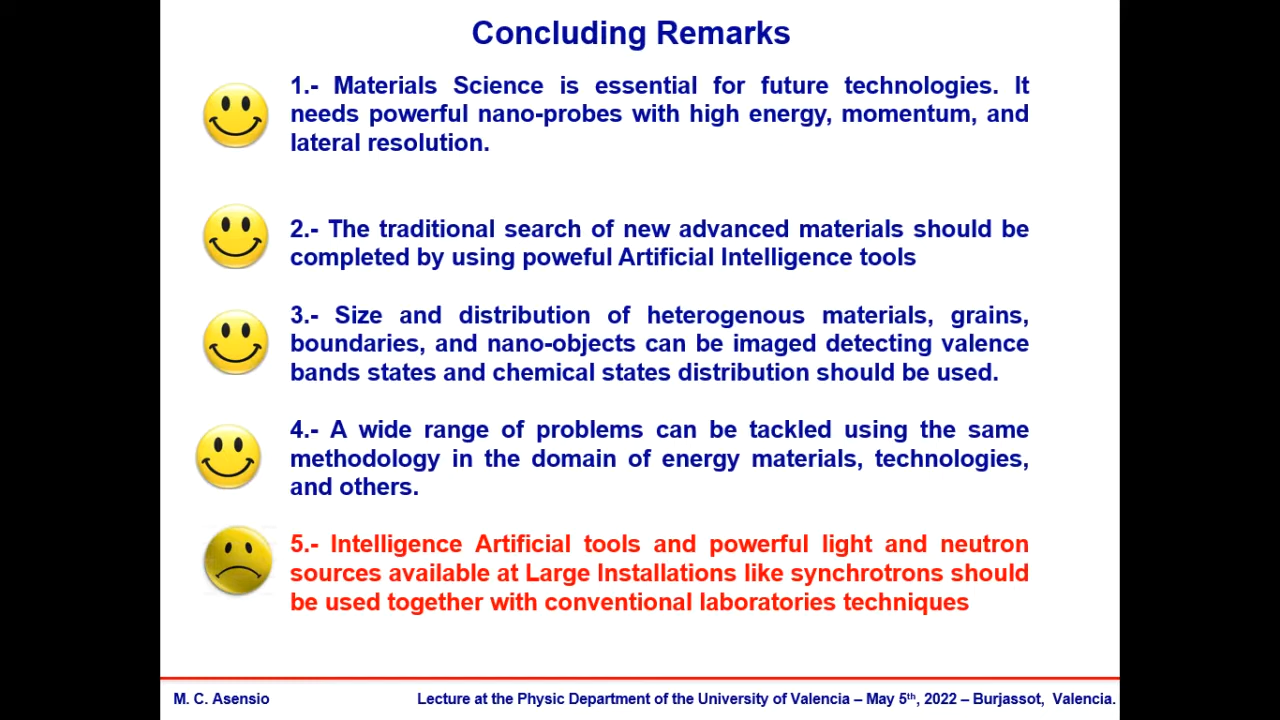 Concluding Remarks
1.- Materials Science is essential for future technologies. It
needs powerful nano-probes with high energy, momentum, and
lateral resolution.
2.- The traditional search of new advanced materials should be
completed by using poweful Artificial Intelligence tools
3.- Size and distribution of heterogenous materials, grains,
boundaries, and nano-objects can be imaged detecting valence
bands states and chemical states distribution should be used.
4.- A wide range of problems can be tackled using the same
methodology in the domain of energy materials, technologies,
and others.
5.- Intelligence Artificial tools and powerful light and neutron
sources available at Large Installations like synchrotrons should
be used together with conventional laboratories techniques
M. C. Asensio Lecture at the Physic Department of the University of Valencia – May 5th, 2022 – Burjassot, Valencia.